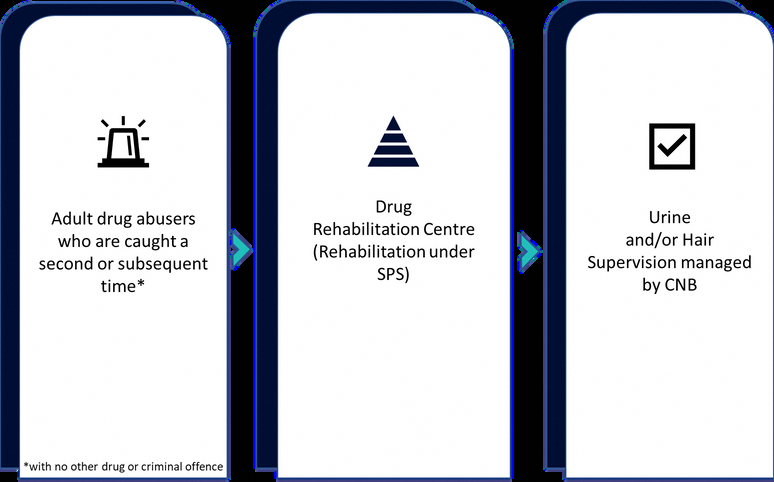 Adult drug abusers
who are caught a
second or subsequent
time*
*with no other drug or criminal offence
Drug
Rehabilitation Centre
(Rehabilitation under
SPS)
Urine
and/or Hair
Supervision managed
by CNB